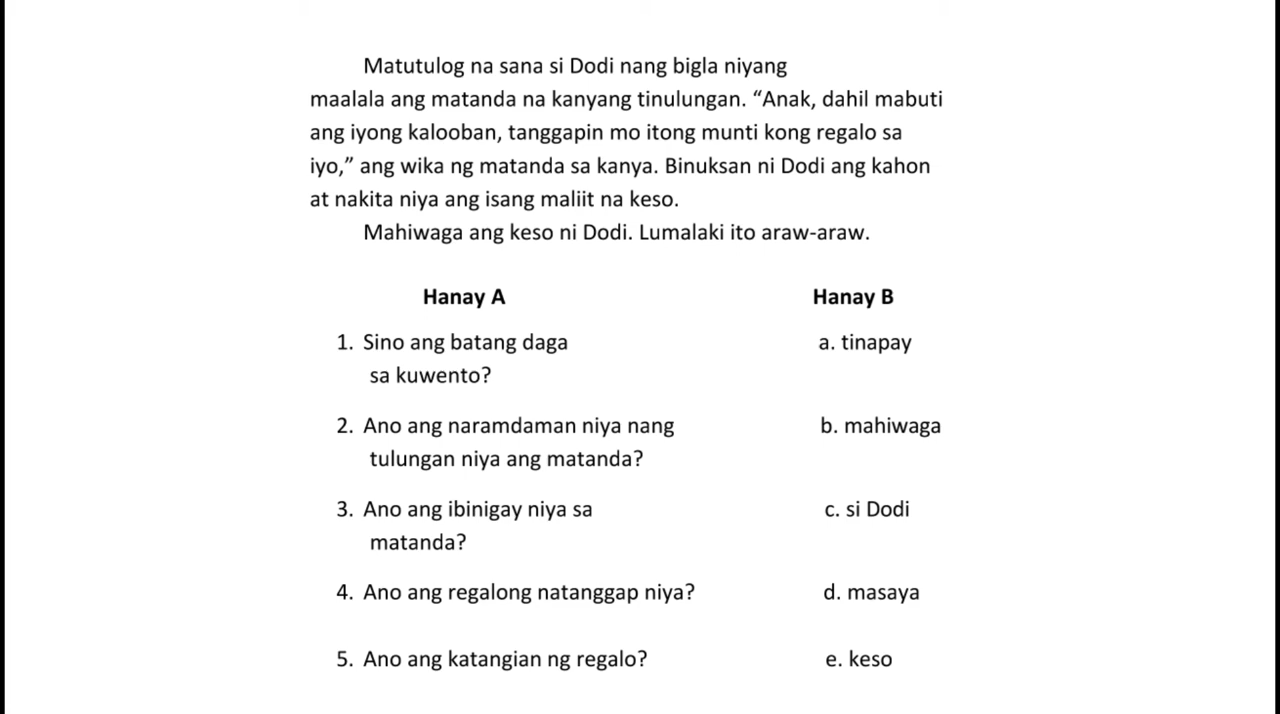 Matutulog na sana si Dodi nang bigla niyang
maalala ang matanda na kanyang tinulungan. “Anak, dahil mabuti
ang iyong kalooban, tanggapin mo itong munti kong regalo sa
iyo,” ang wika ng matanda sa kanya. Binuksan ni Dodi ang kahon
at nakita niya ang isang maliit na keso.
Mahiwaga ang keso ni Dodi. Lumalaki ito araw-araw.
Hanay A Hanay B
1. Sino ang batang daga a. tinapay
sa kuwento?
2. Ano ang naramdaman niya nang b. mahiwaga
tulungan niya ang matanda?
3. Ano ang ibinigay niya sa c. si Dodi
matanda?
4. Ano ang regalong natanggap niya? d. masaya
5. Ano ang katangian ng regalo? e. keso